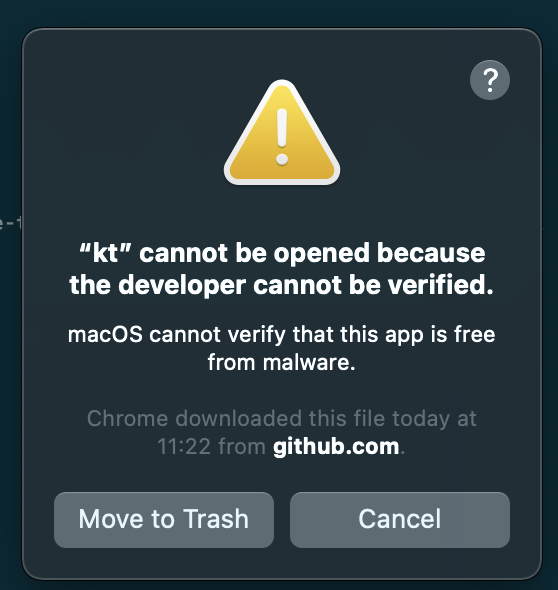 ?
e-t
“kt” cannot be opened because
the developer cannot be verified.
macOS cannot verify that this app is free
from malware.
Chrome downloaded this file today at
11:22 from github.com.
Move to Trash
Cancel